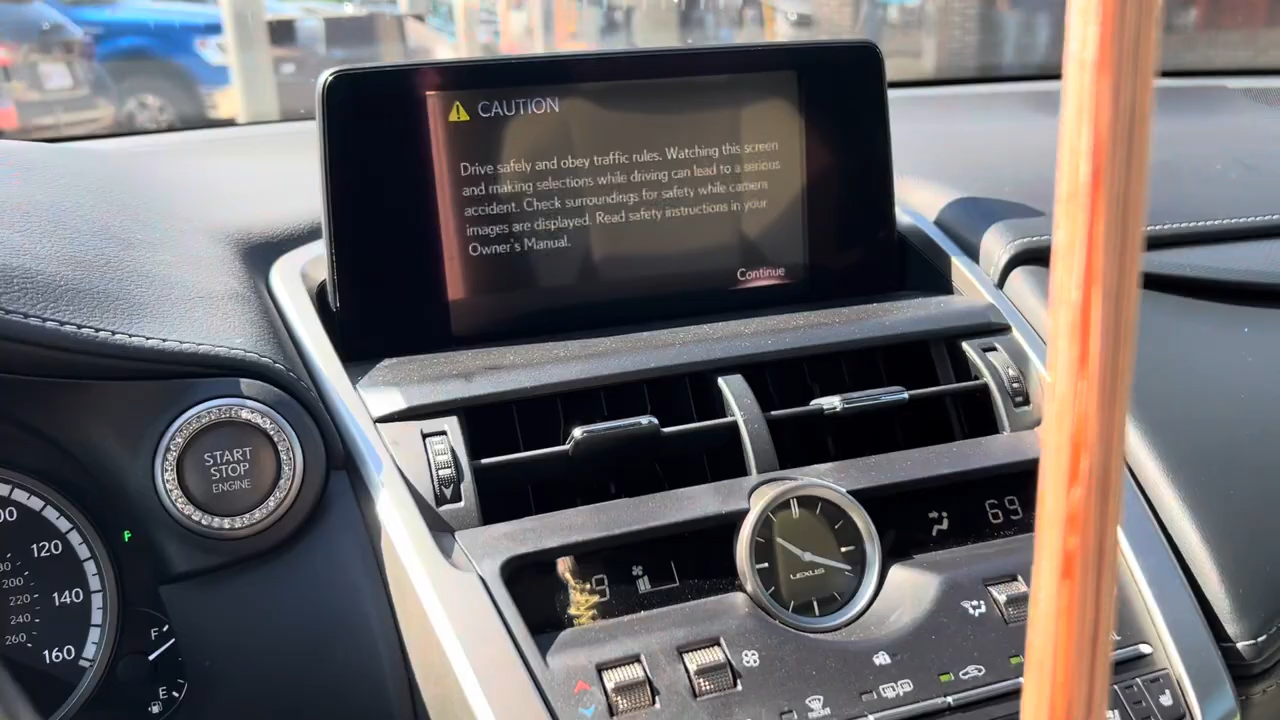 CAUTION
Drive safely and obey traffic rules. Watching this screen
and making selections while driving can lead to a serious
accident. Check surroundings for safety while camera
images are displayed. Read safety instructions in your
Owner's Manual.
Continue
START
STOP
ENGINE
P
120
140
160
200
220
240
260
F
E
69
9
LEXUS
FRONT